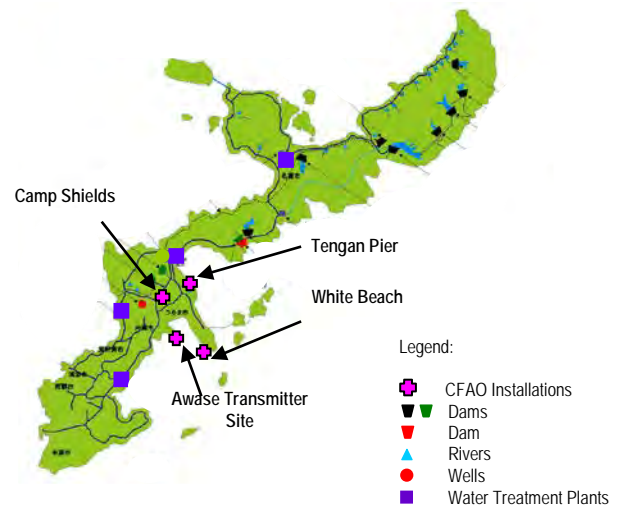 Camp Shields
Tengan Pier
White Beach
Awase Transmitter
Site
Legend:
CFAO Installations
Dams
Dam
Rivers
Wells
Water Treatment Plants